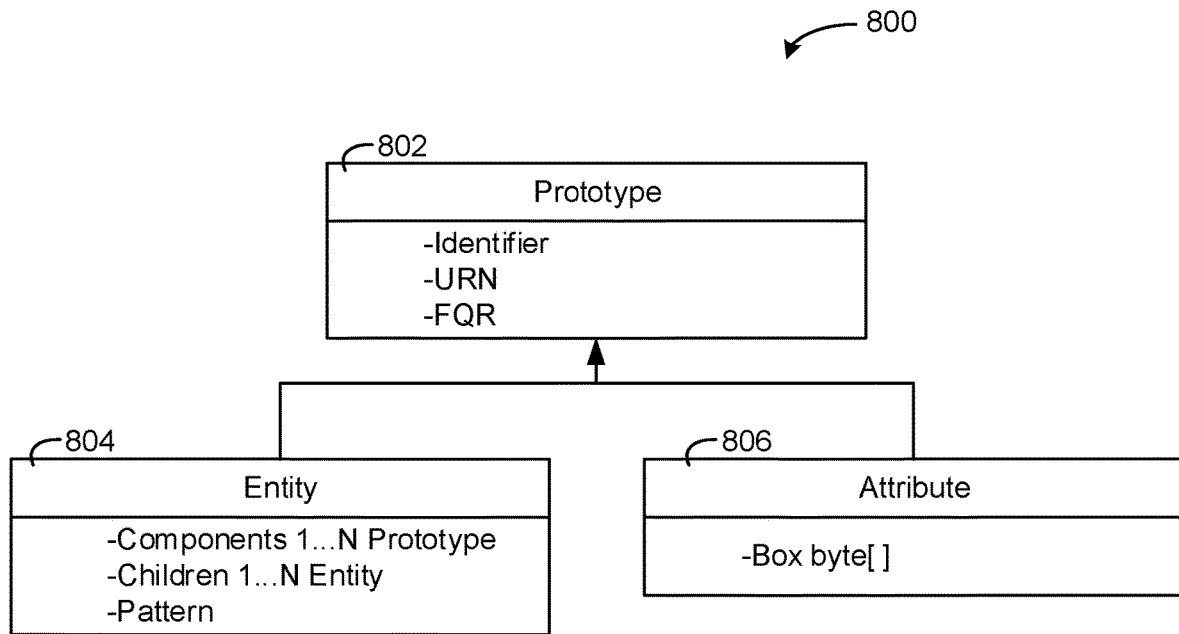 800
802
Prototype
-Identifier
-URN
-FQR
804
Entity
-Components 1...N Prototype
-Children 1...N Entity
-Pattern
806
Attribute
-Box byte[ ]